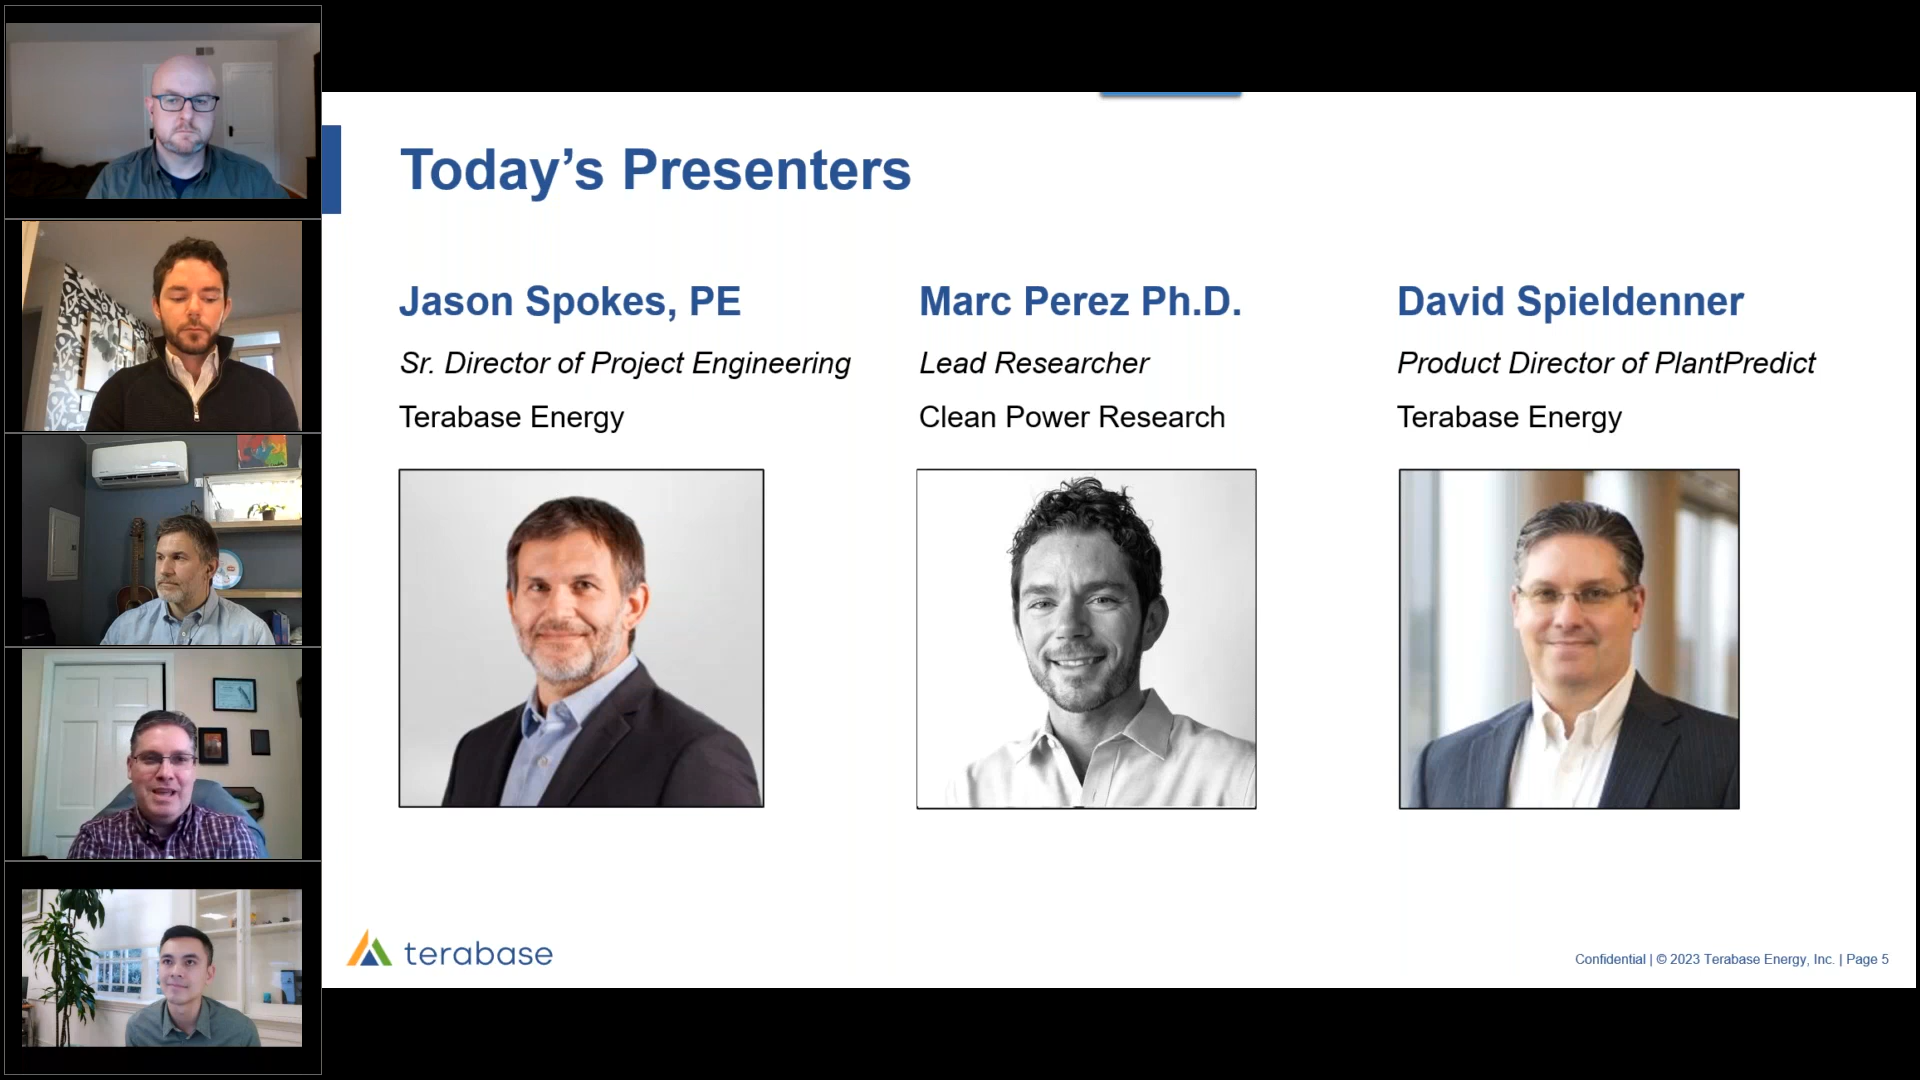 Today’s Presenters
Jason Spokes, PE
Sr. Director of Project Engineering
Terabase Energy
Marc Perez Ph.D.
Lead Researcher
Clean Power Research
David Spieldenner
Product Director of PlantPredict
Terabase Energy
terabase
Confidential | © 2023 Terabase Energy, Inc. | Page 5